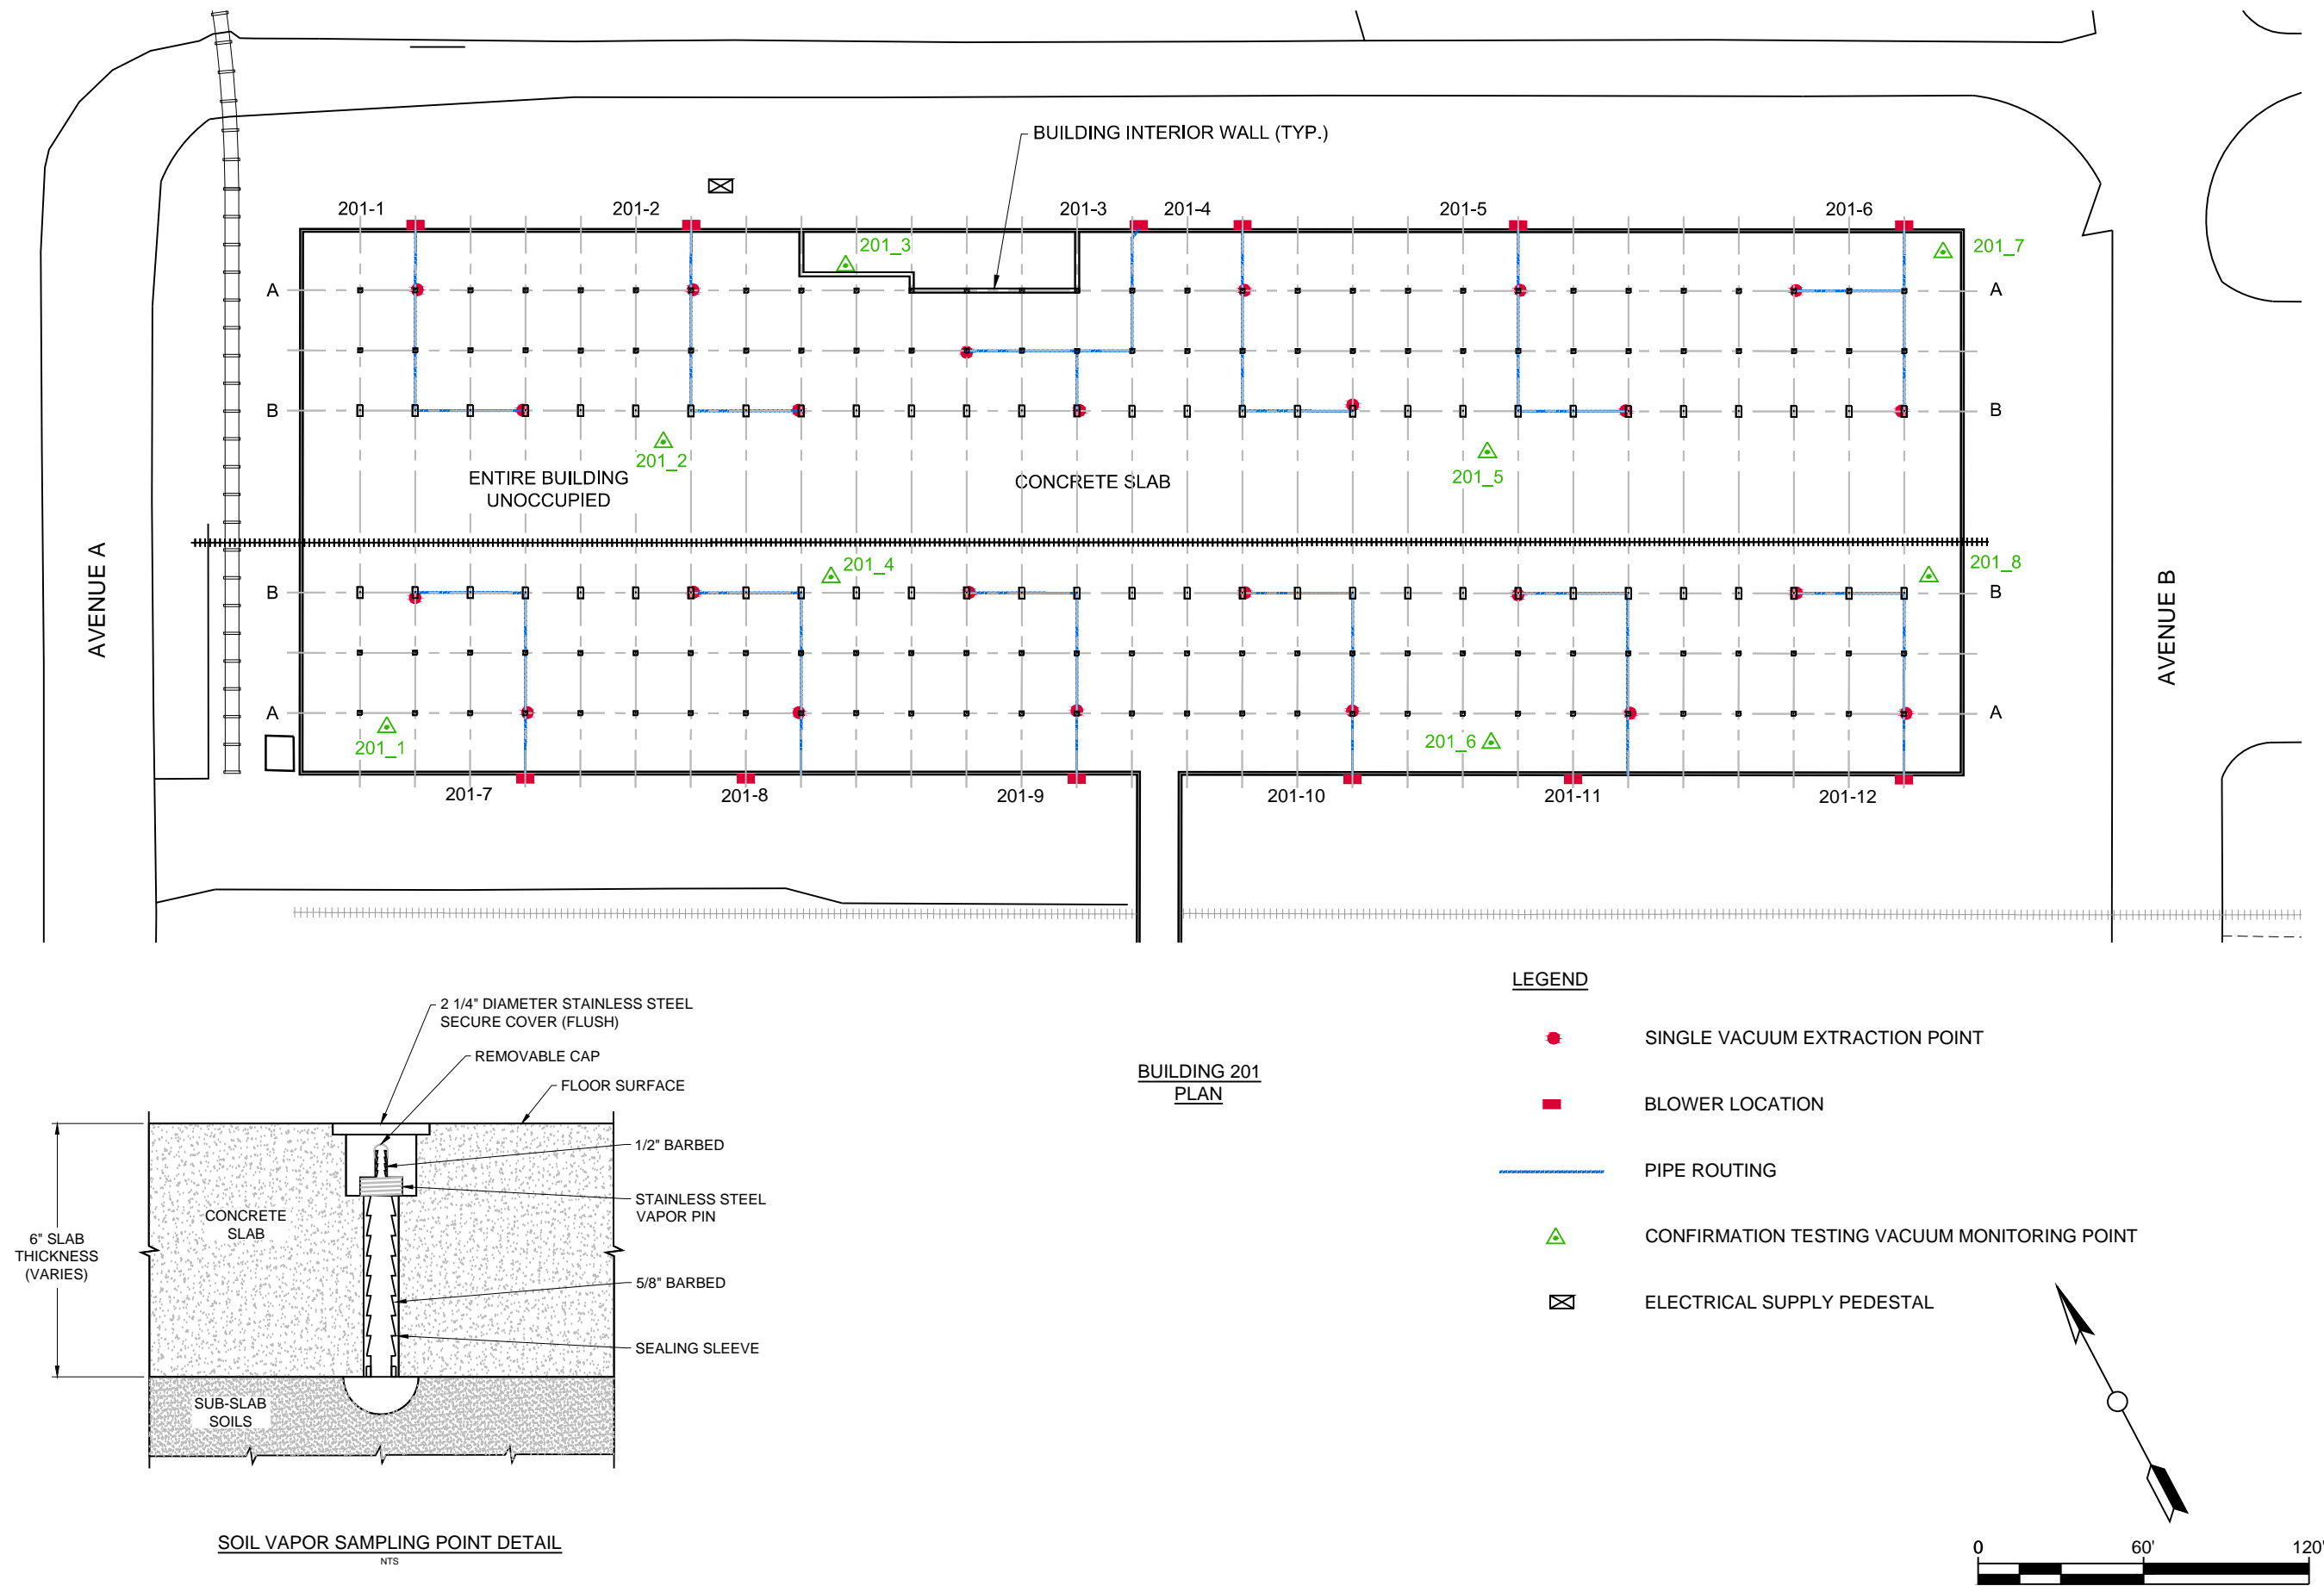 BUILDING INTERIOR WALL (TYP.)
201-1
201-2
201-3
201-4
201-5
201-6
201_3
201_7
A
A
B
B
201_2
201_5
ENTIRE BUILDING
UNOCCUPIED
CONCRETE SLAB
AVENUE A
AVENUE B
201_4
201_8
B
B
A
A
201_1
201_6
201-7
201-8
201-9
201-10
201-11
201-12
2 1/4" DIAMETER STAINLESS STEEL
SECURE COVER (FLUSH)
REMOVABLE CAP
FLOOR SURFACE
1/2" BARBED
STAINLESS STEEL
VAPOR PIN
CONCRETE
SLAB
6" SLAB
THICKNESS
(VARIES)
5/8" BARBED
SEALING SLEEVE
SUB-SLAB
SOILS
SOIL VAPOR SAMPLING POINT DETAIL
NTS
BUILDING 201
PLAN
LEGEND
SINGLE VACUUM EXTRACTION POINT
BLOWER LOCATION
PIPE ROUTING
CONFIRMATION TESTING VACUUM MONITORING POINT
ELECTRICAL SUPPLY PEDESTAL
0 60' 120'